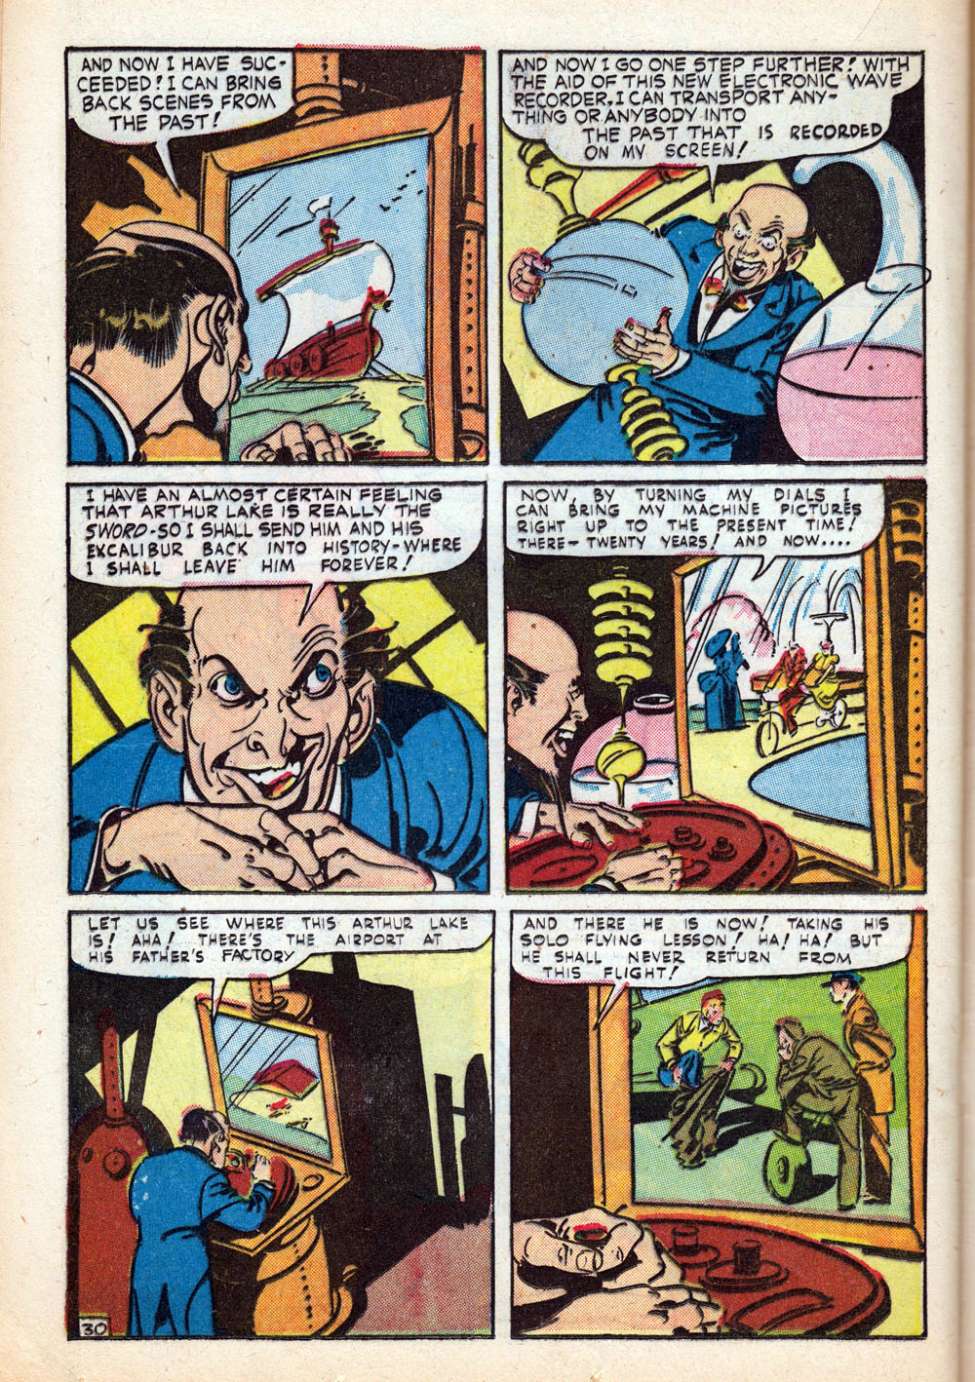 AND NOW I HAVE SUC-
CEEDED! I CAN BRING
BACK SCENES FROM
THE PAST!
AND NOW I GO ONE STEP FURTHER! WITH
THE AID OF THIS NEW ELECTRONIC WAVE
RECORDER, I CAN TRANSPORT ANY-
THING OR ANYBODY INTO
THE PAST THAT IS RECORDED
ON MY SCREEN!
I HAVE AN ALMOST CERTAIN FEELING
THAT ARTHUR LAKE IS REALLY THE
SWORD-SO I SHALL SEND HIM AND HIS
EXCALIBUR BACK INTO HISTORY-WHERE
I SHALL LEAVE HIM FOREVER!
NOW, BY TURNING MY DIALS I
CAN BRING MY MACHINE PICTURES
RIGHT UP TO THE PRESENT TIME!
THERE-TWENTY YEARS! AND NOW....
LET US SEE WHERE THIS ARTHUR LAKE
IS! AHA! THERE'S THE AIRPORT AT
HIS FATHER'S FACTORY
AND THERE HE IS NOW! TAKING HIS
SOLO FLYING LESSON! HA! HA! BUT
HE SHALL NEVER RETURN FROM
THIS FLIGHT!
30